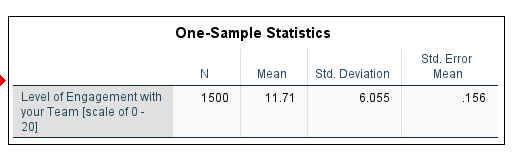 One-Sample Statistics
Std. Error
N Mean Std. Deviation Mean
Level of Engagement with 1500 11.71 6.055 .156
your Team [scale of 0 -
20]